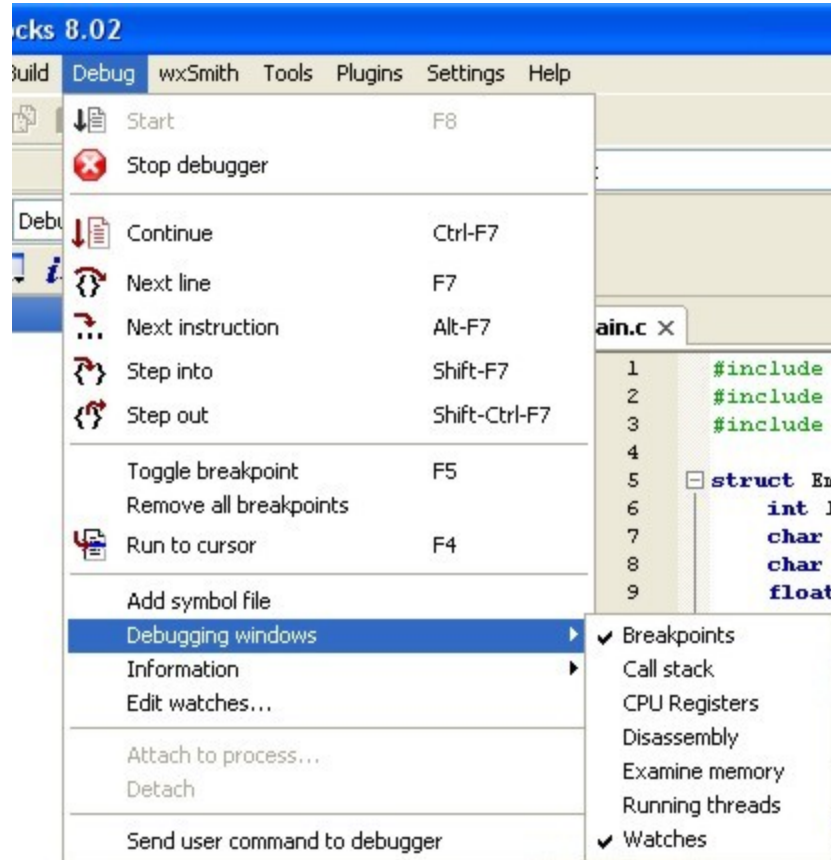 ocks 8.02
Build Debug wxSmith Tools Plugins Settings Help
Start F8
Stop debugger
Debu
Continue Ctrl-F7
Next line F7
Next instruction Alt-F7
Step into Shift-F7
Step out Shift-Ctrl-F7
Toggle breakpoint F5
Remove all breakpoints
Run to cursor F4
Add symbol file
Debugging windows
Information
Edit watches...
Attach to process...
Detach
Send user command to debugger
ain.c
1 #include
2 #include
3 #include
4
5 struct Em
6 int
7 char
8 char
9 float
Breakpoints
Call stack
CPU Registers
Disassembly
Examine memory
Running threads
Watches